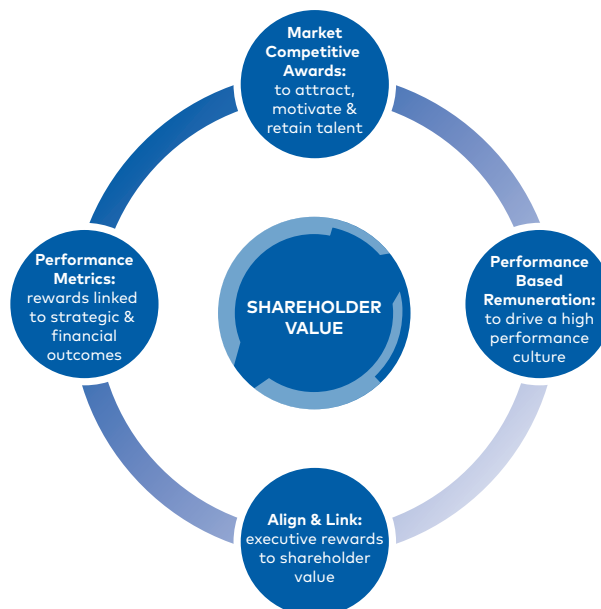 Market
Competitive
Awards:
to attract,
motivate &
retain talent
Performance
Metrics:
rewards linked
to strategic &
financial
outcomes
SHAREHOLDER
VALUE
Performance
Based
Remuneration:
to drive a high
performance
culture
Align & Link:
executive rewards
to shareholder
value